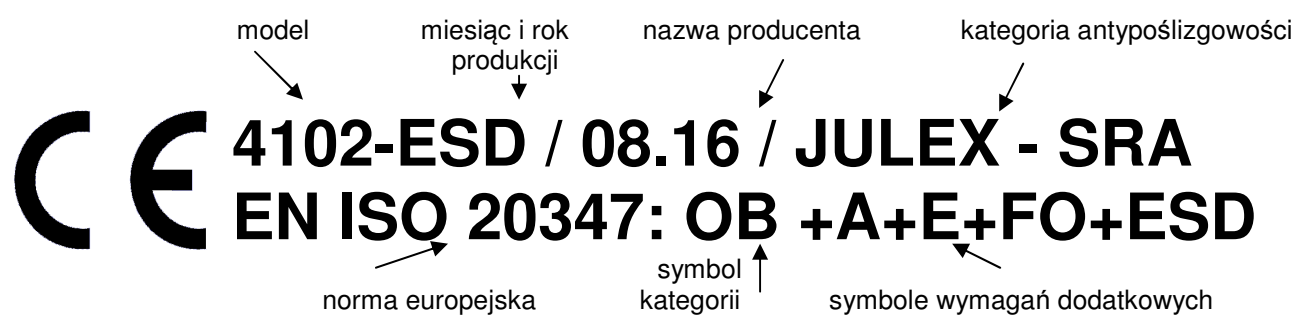 model
miesiąc i rok
produkcji
nazwa producenta
kategoria antypoślizgowości
CE 4102-ESD / 08.16 / JULEX - SRA
EN ISO 20347: OB +A+E+FO+ESD
norma europejska
symbol
kategorii
symbole wymagań dodatkowych